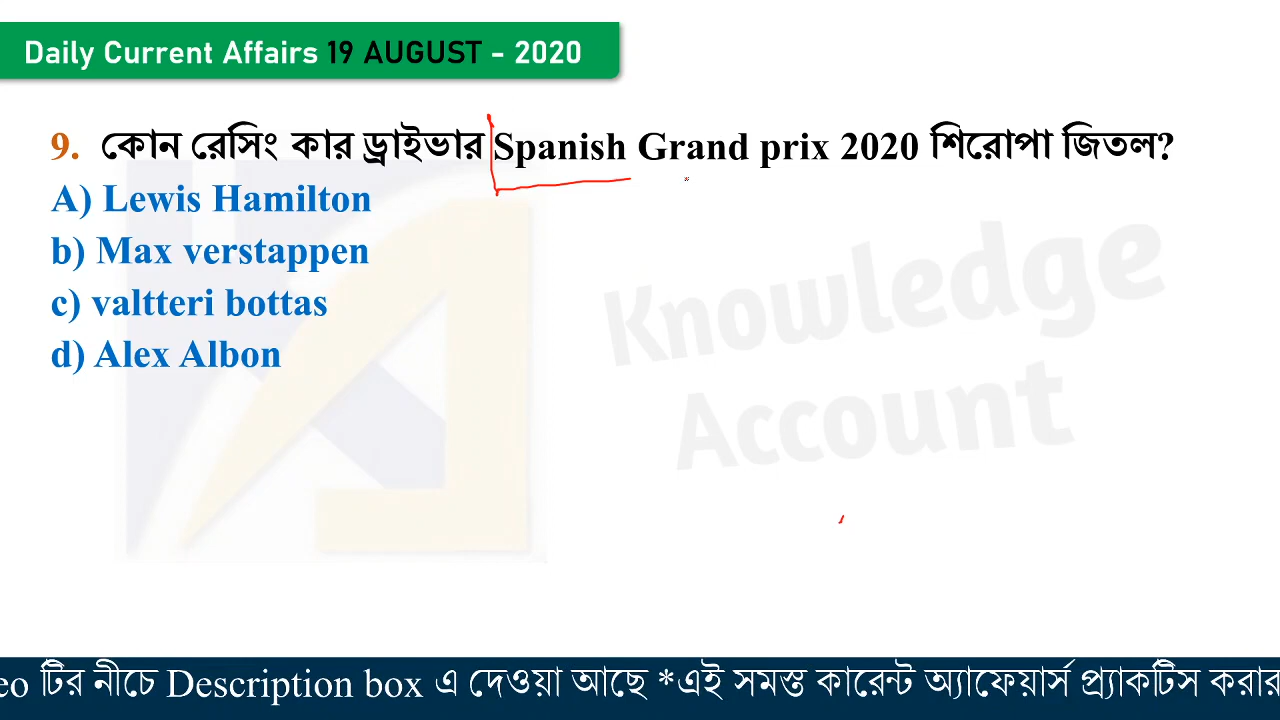 Daily Current Affairs 19 AUGUST - 2020
9. কোন রেসিং কার ড্রাইভার Spanish Grand prix 2020 শিরোপা জিতল?
A) Lewis Hamilton
b) Max verstappen
c) valtteri bottas
d) Alex Albon
Knowledge
Account
eo টির নীচে Description box এ দেওয়া আছে *এই সমস্ত কারেন্ট অ্যাফেয়ার্স প্র্যাকটিস করার